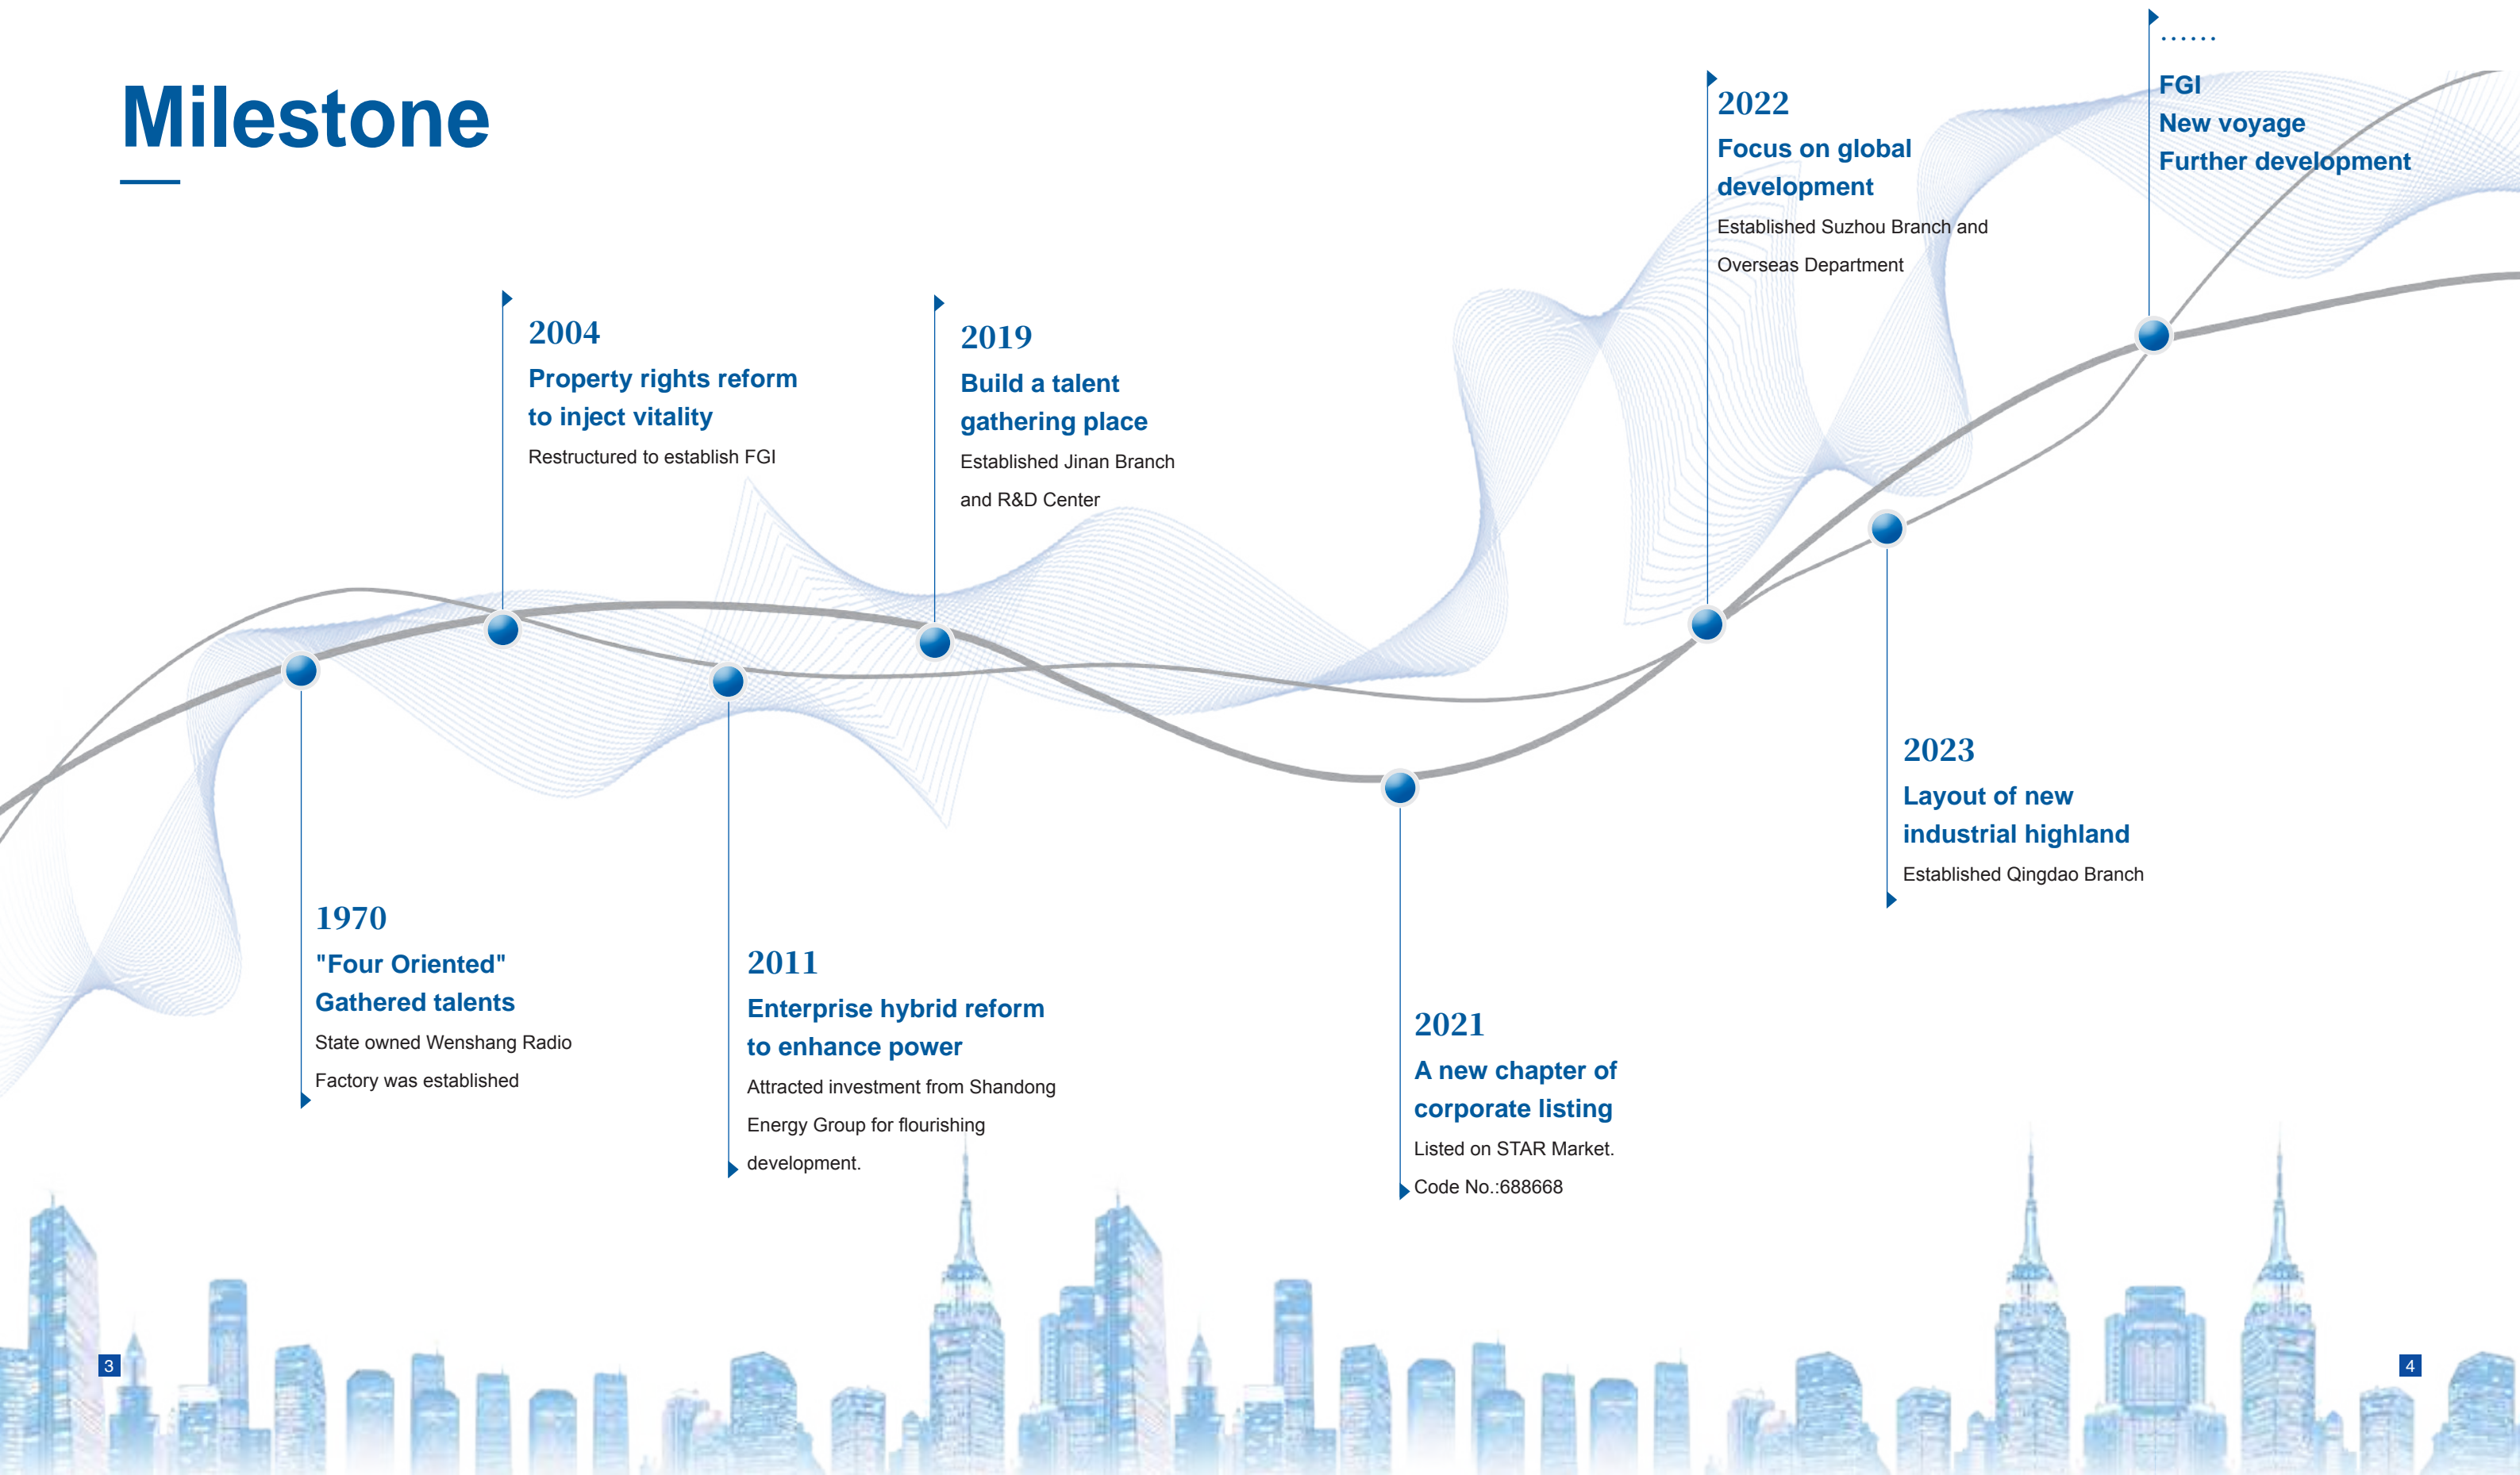 Milestone
1970
"Four Oriented"
Gathered talents
State owned Wenshang Radio
Factory was established
2004
Property rights reform
to inject vitality
Restructured to establish FGI
2011
Enterprise hybrid reform
to enhance power
Attracted investment from Shandong
Energy Group for flourishing
development.
2019
Build a talent
gathering place
Established Jinan Branch
and R&D Center
2021
A new chapter of
corporate listing
Listed on STAR Market.
Code No.:688668
2022
Focus on global
development
Established Suzhou Branch and
Overseas Department
2023
Layout of new
industrial highland
Established Qingdao Branch
......
FGI
New voyage
Further development
3
4